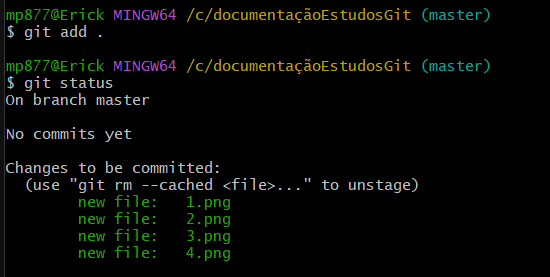 mp877@Erick MINGW64 /c/documentaçãoEstudosGit (master)
$ git add .
mp877@Erick MINGW64 /c/documentaçãoEstudosGit (master)
$ git status
On branch master
No commits yet
Changes to be committed:
  (use "git rm --cached <file>..." to unstage)
        new file:   1.png
        new file:   2.png
        new file:   3.png
        new file:   4.png